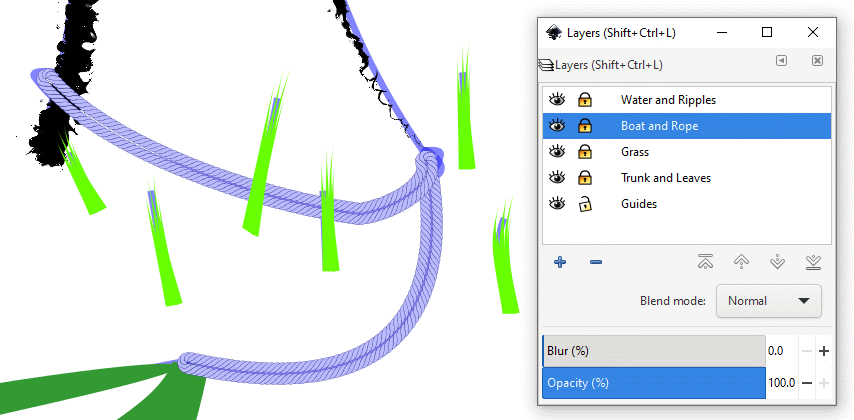 Layers (Shift+Ctrl+L)
Layers (Shift+Ctrl+L)
Water and Ripples
Boat and Rope
Grass
Trunk and Leaves
Guides
Blend mode: Normal
Blur (%) 0.0
Opacity (%) 100.0